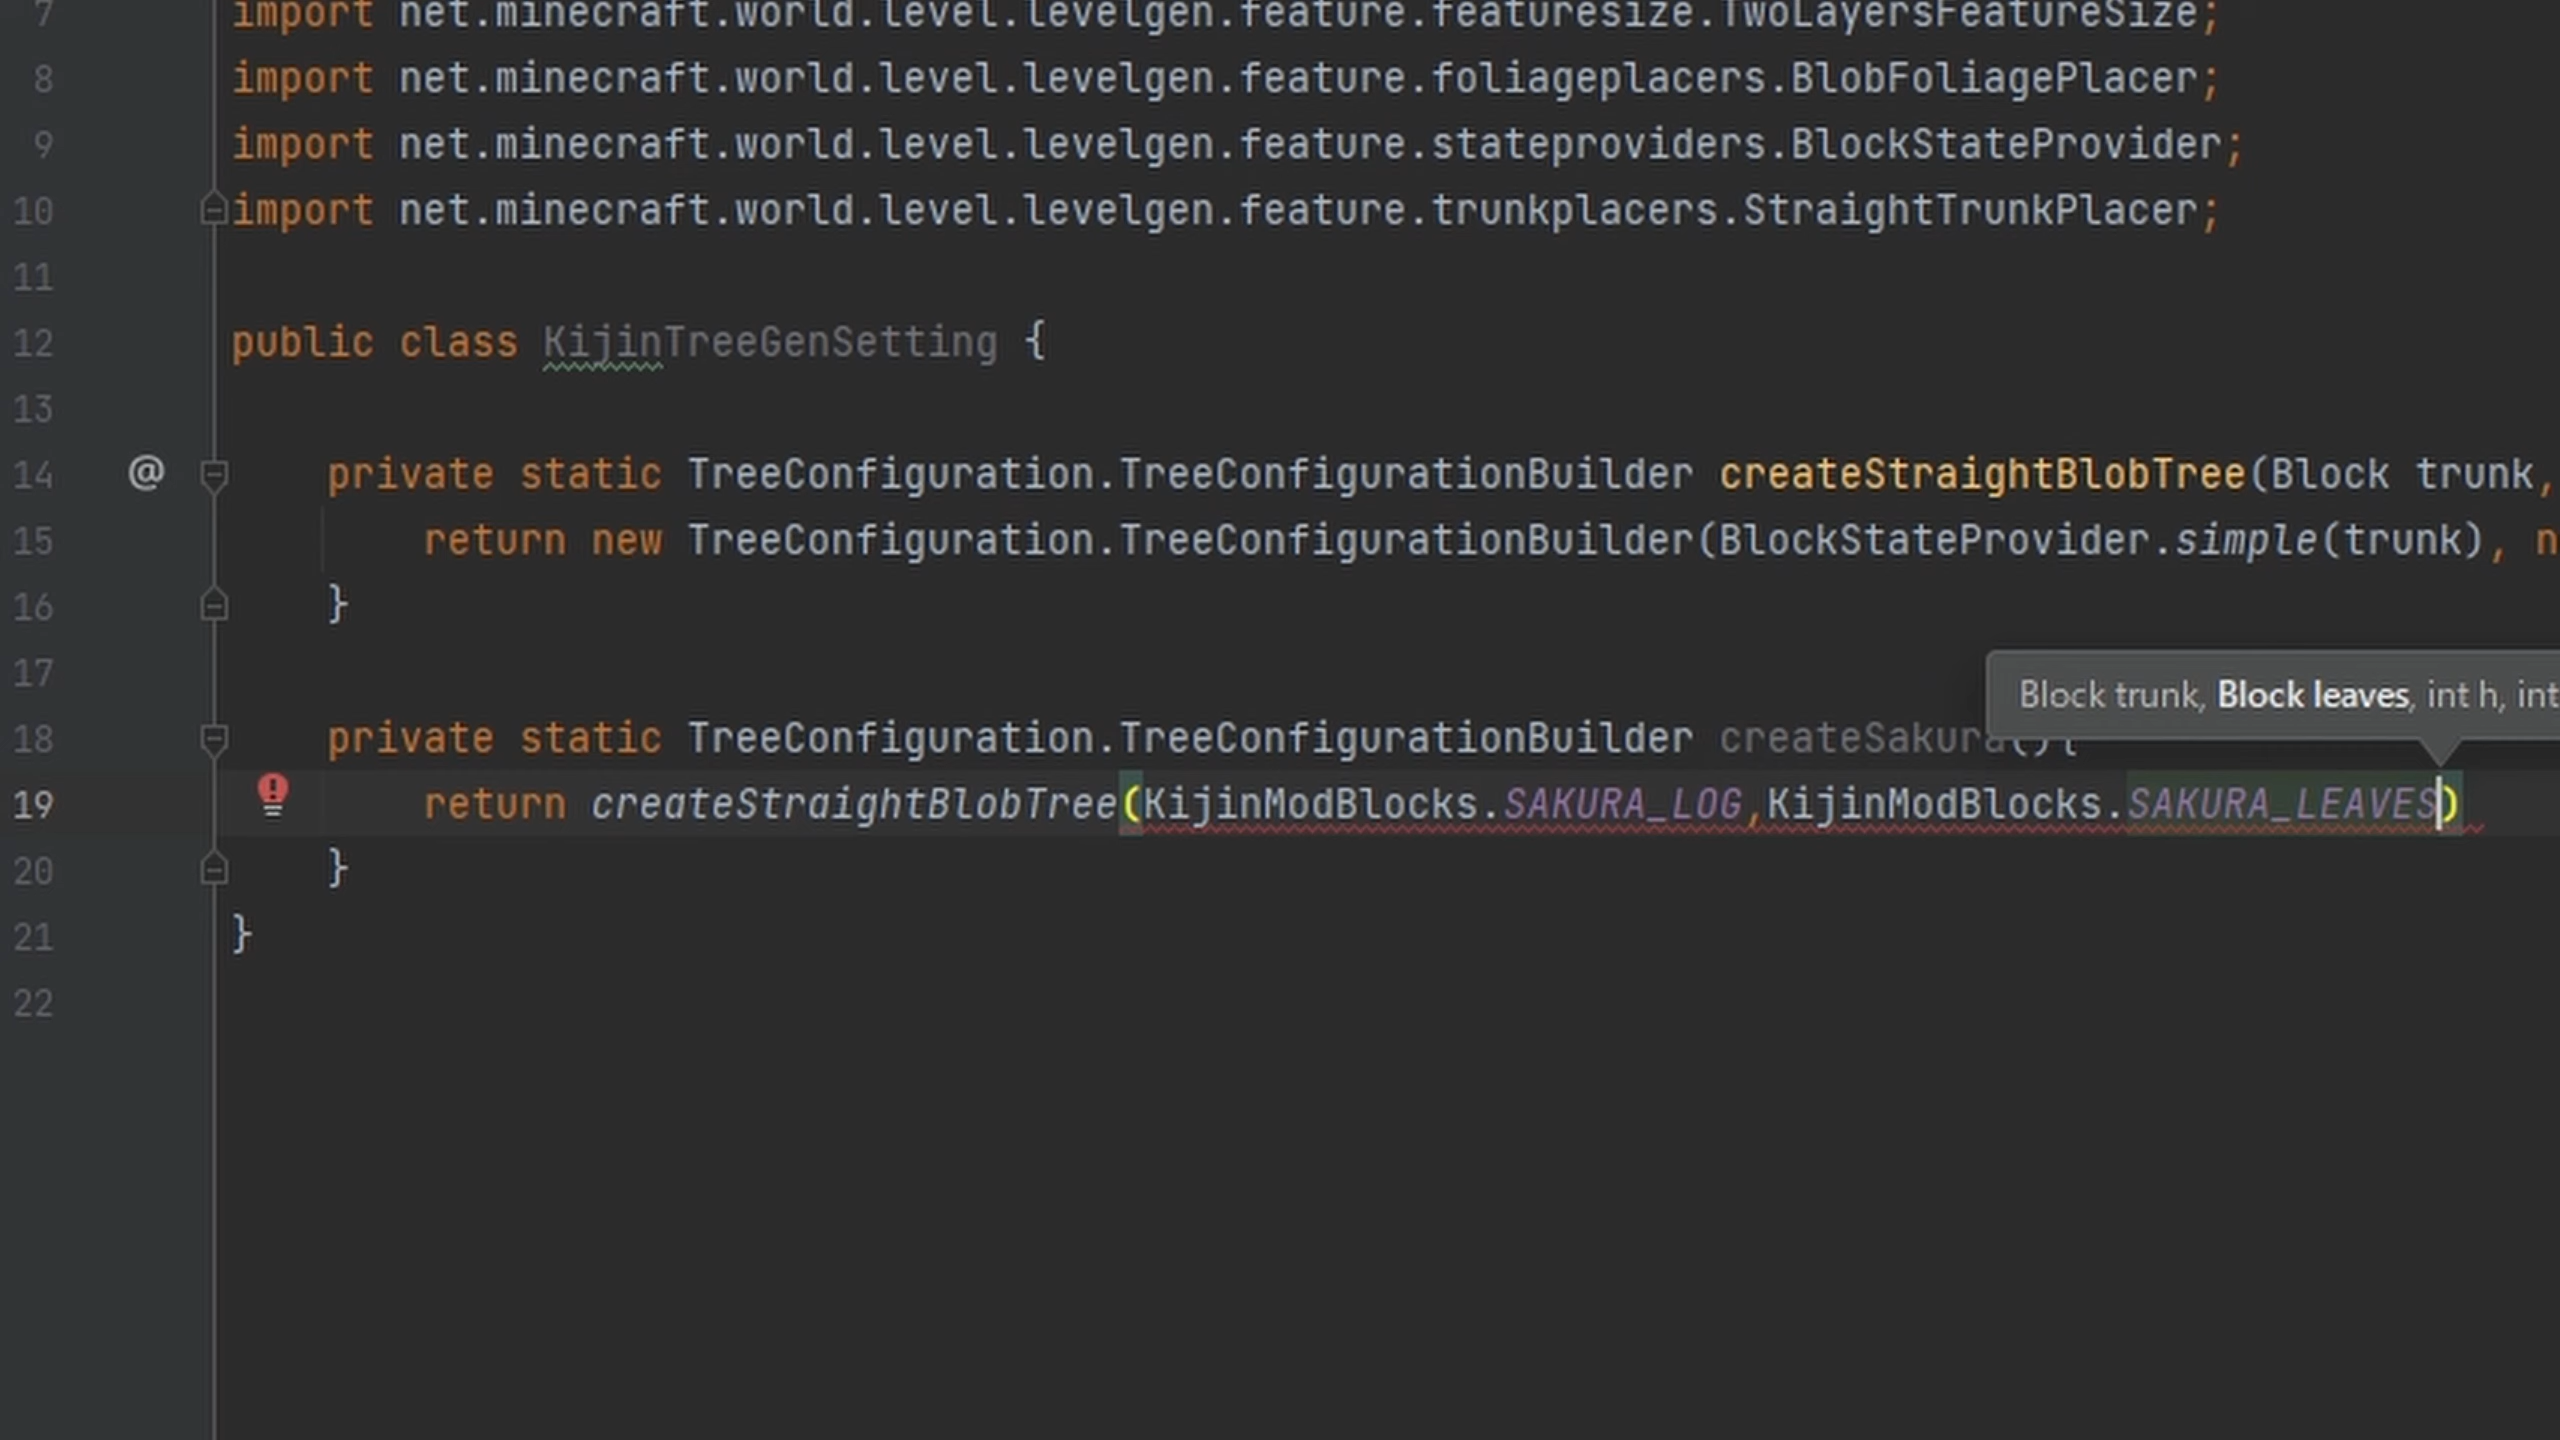 7 import net.minecraft.world.level.levelgen.feature.featuresize.TwoLayersFeatureSize;
8 import net.minecraft.world.level.levelgen.feature.foliageplacers.BlobFoliagePlacer;
9 import net.minecraft.world.level.levelgen.feature.stateproviders.BlockStateProvider;
10 import net.minecraft.world.level.levelgen.feature.trunkplacers.StraightTrunkPlacer;
11
12 public class KijinTreeGenSetting {
13
14 @ private static TreeConfiguration.TreeConfigurationBuilder createStraightBlobTree(Block trunk,
15 return new TreeConfiguration.TreeConfigurationBuilder(BlockStateProvider.simple(trunk), n
16 }
17
Block trunk, Block leaves, int h, int
18 private static TreeConfiguration.TreeConfigurationBuilder createSakura(){
19 return createStraightBlobTree(KijinModBlocks.SAKURA_LOG,KijinModBlocks.SAKURA_LEAVES)
20 }
21 }
22